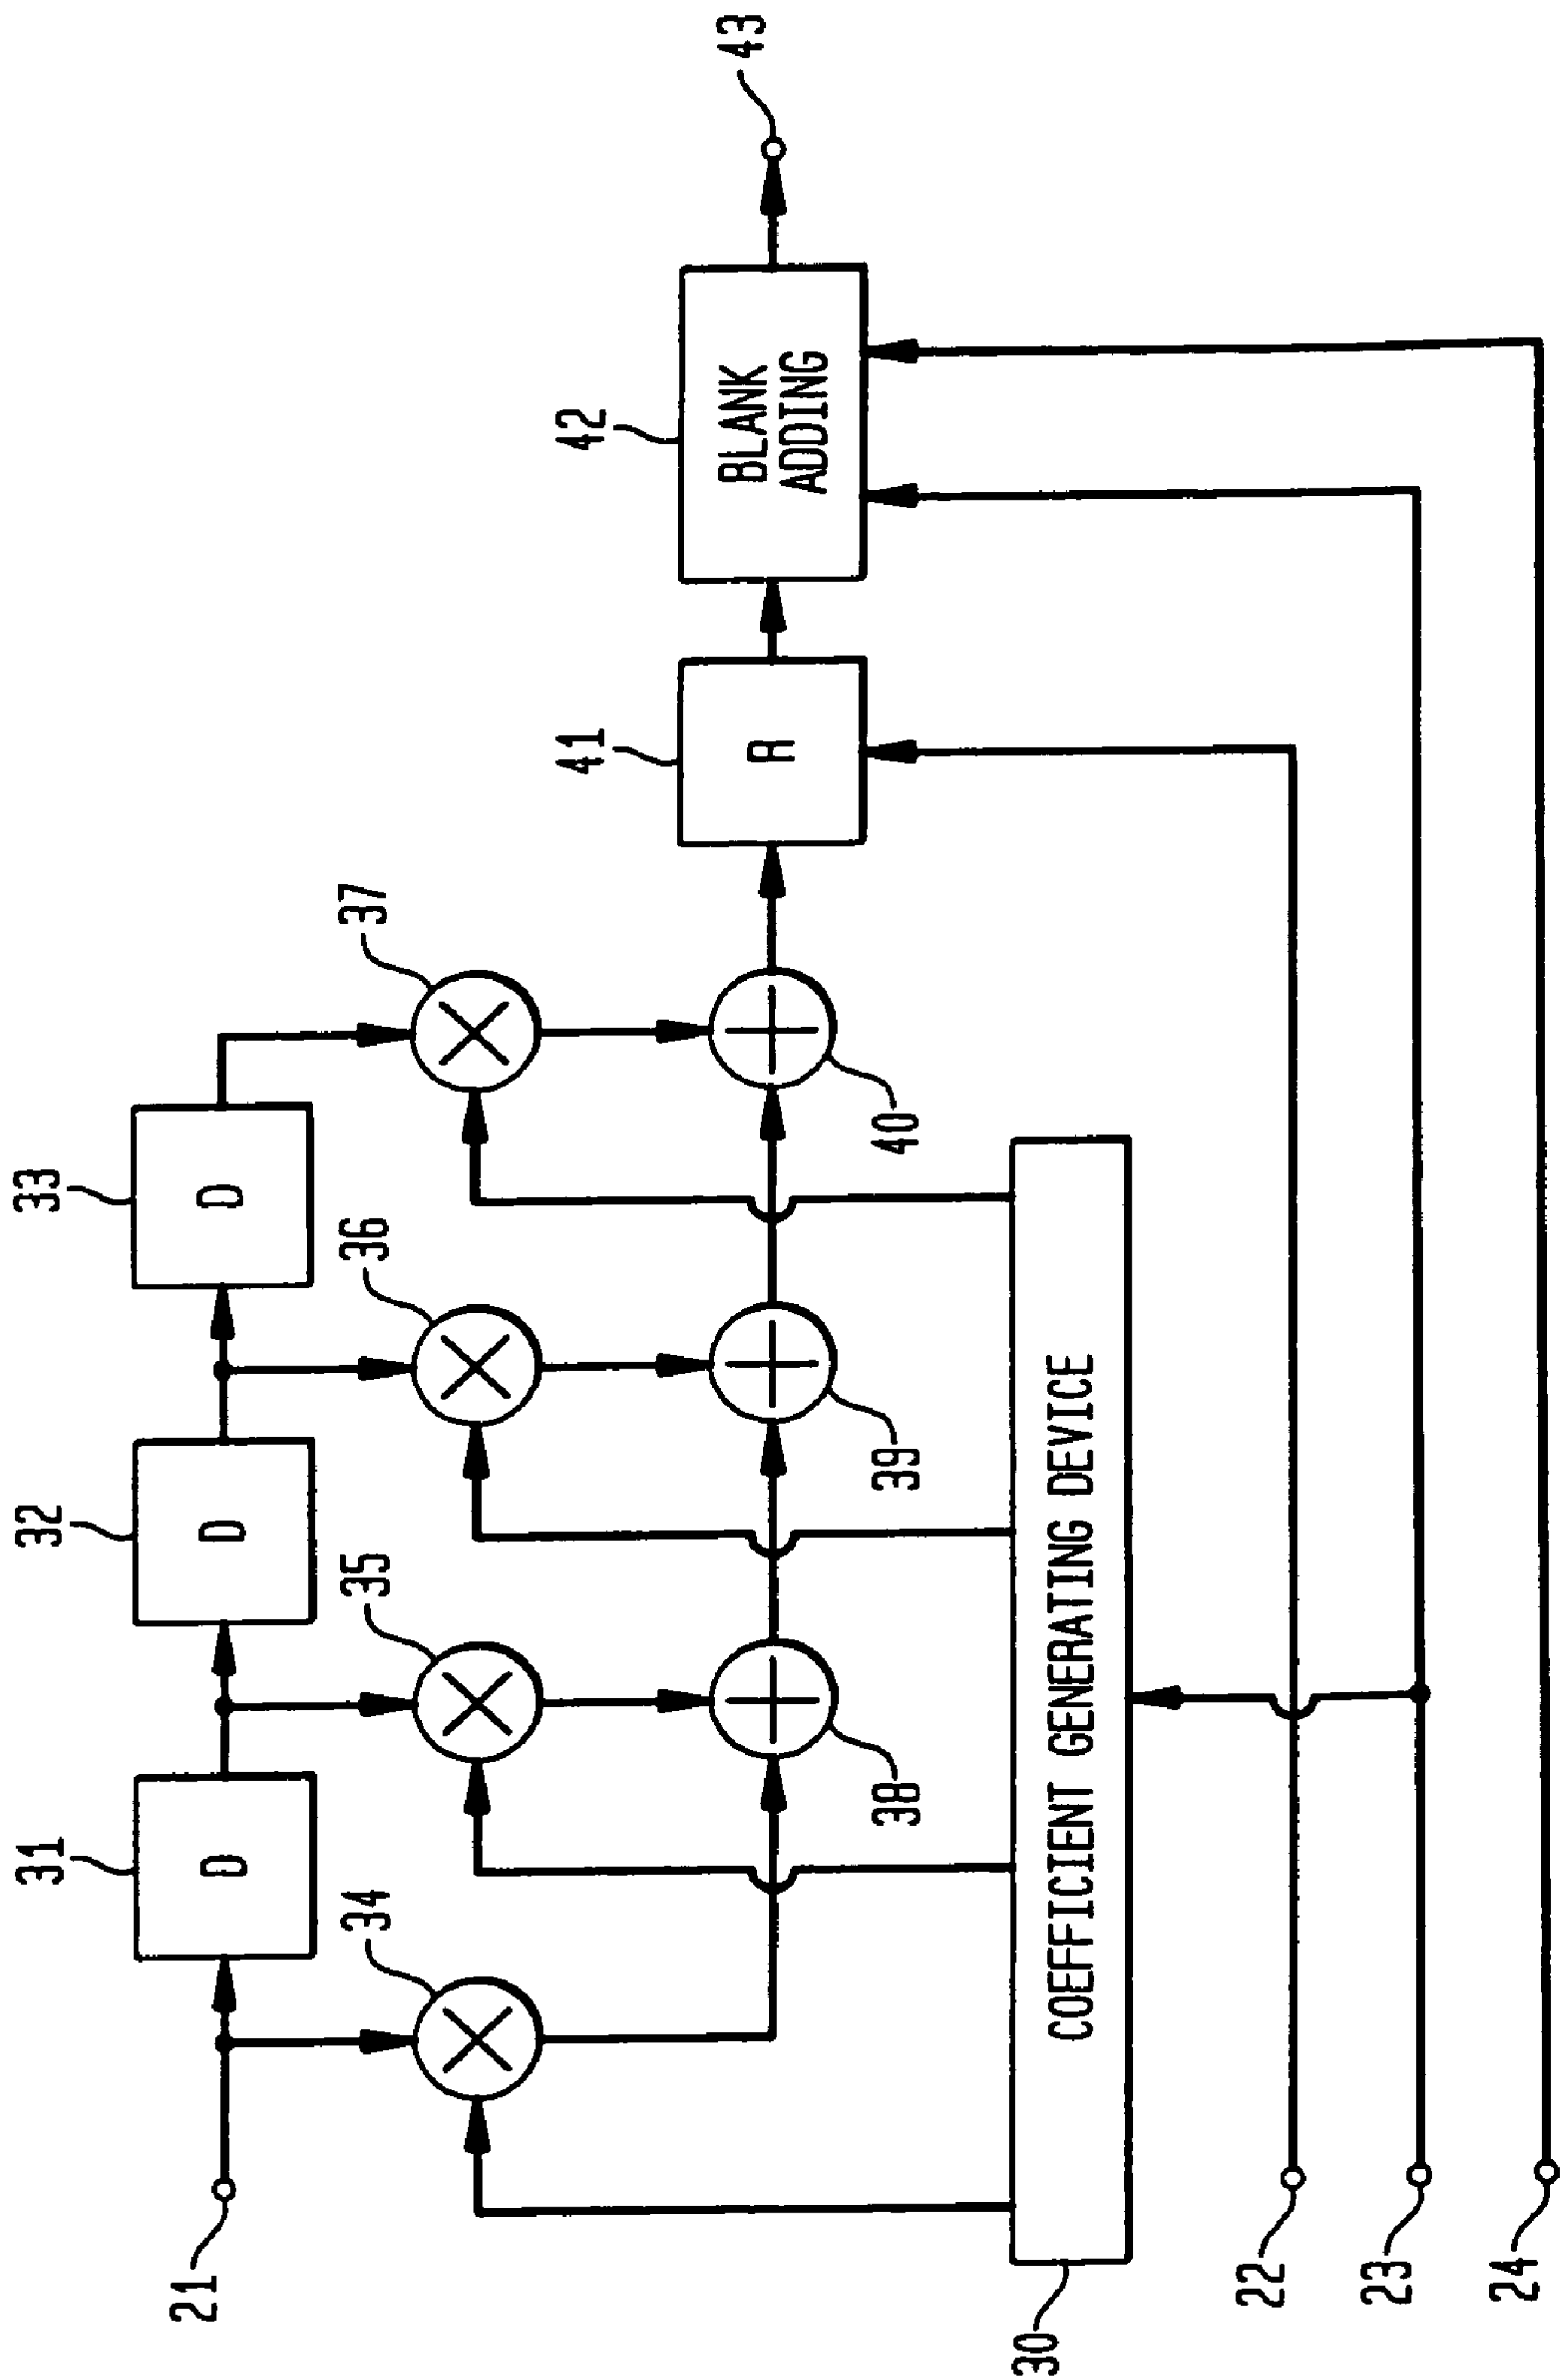 31
32
33
D
D
D
34
35
36
37
21
38
39
40
41
R
42
BLANK
ADDING
43
COEFFICIENT GENERATING DEVICE
30
22
23
24